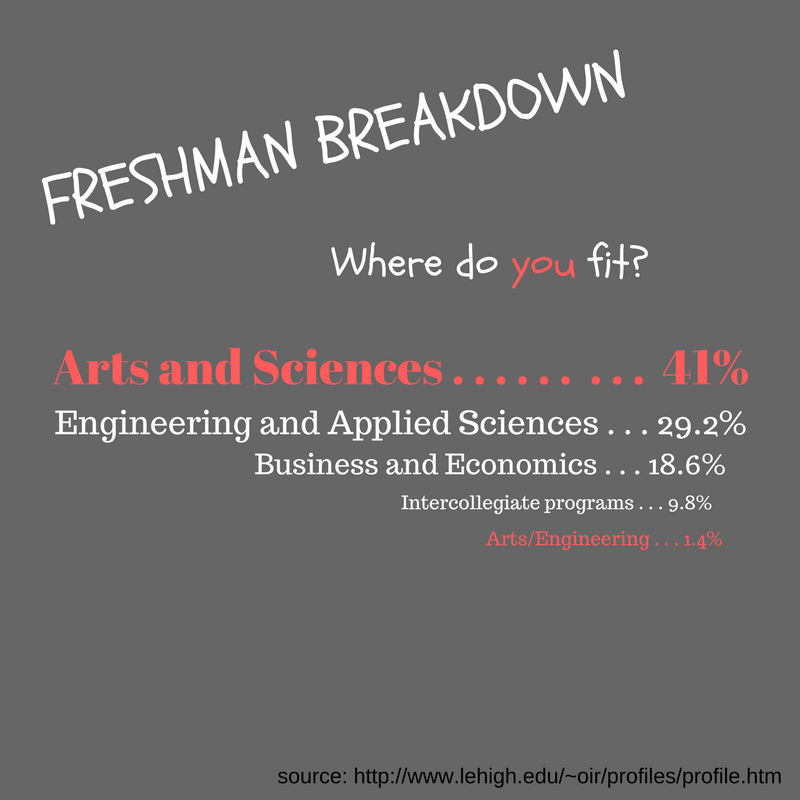 FRESHMAN BREAKDOWN
Where do you fit?
Arts and Sciences . . . . . . . . . 41%
Engineering and Applied Sciences . . . 29.2%
Business and Economics . . . 18.6%
Intercollegiate programs . . . 9.8%
Arts/Engineering . . . 1.4%
source: http://www.lehigh.edu/~oir/profiles/profile.htm